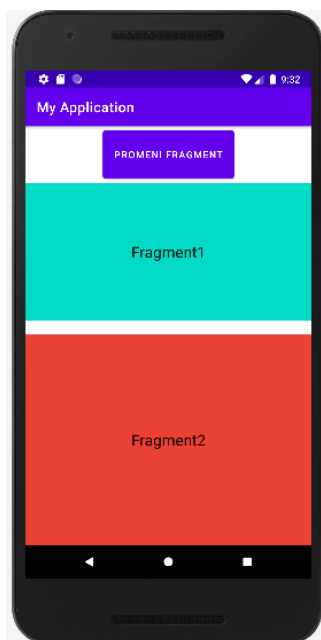 9:32
My Application
PROMENI FRAGMENT
Fragment1
Fragment2